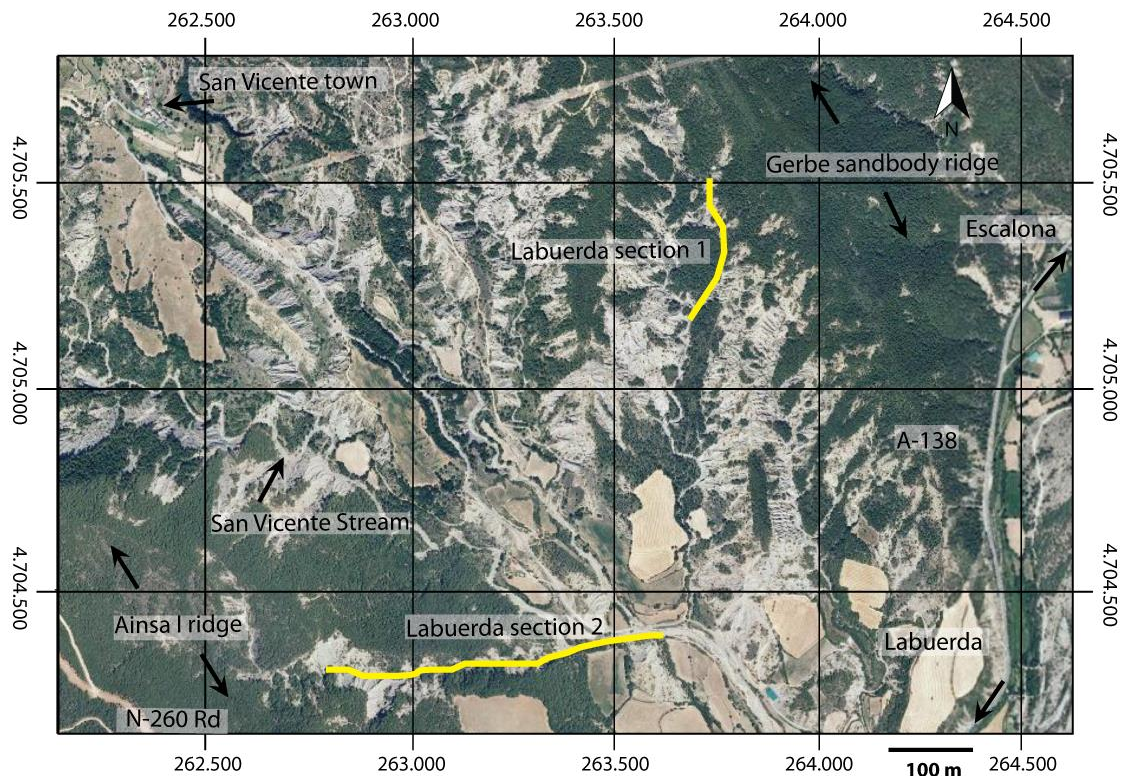 262.500 263.000 263.500 264.000 264.500
San Vicente town
N
Gerbe sandbody ridge
4.705.500 4.705.500
Escalona
Labuerda section 1
4.705.000 4.705.000
A-138
San Vicente Stream
4.704.500 4.704.500
Ainsa I ridge
Labuerda section 2
Labuerda
N-260 Rd
262.500 263.000 263.500 264.000 264.500
100 m